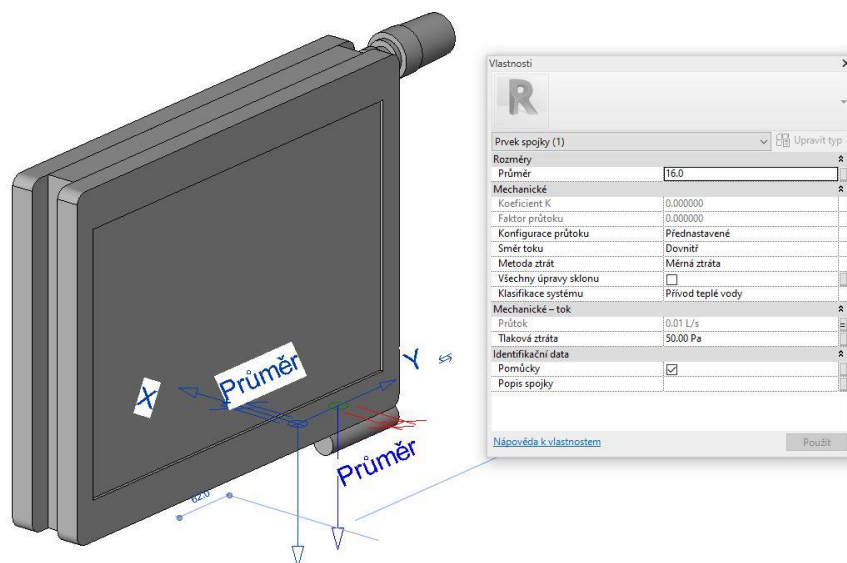 Vlastnosti
R
Prvek spojky (1)
Upravit typ
Rozměry
Průměr 16.0
Mechanické
Koeficient K 0.000000
Faktor průtoku 0.000000
Konfigurace průtoku Přednastavené
Směr toku Dovnitř
Metoda ztrát Měrná ztráta
Všechny úpravy sklonu
Klasifikace systému Přívod teplé vody
Mechanické – tok
Průtok 0.01 L/s =
Tlaková ztráta 50.00 Pa
Identifikační data
Pomůcky
Popis spojky
Nápověda k vlastnostem Použít
X Průměr Y
Průměr
62.0